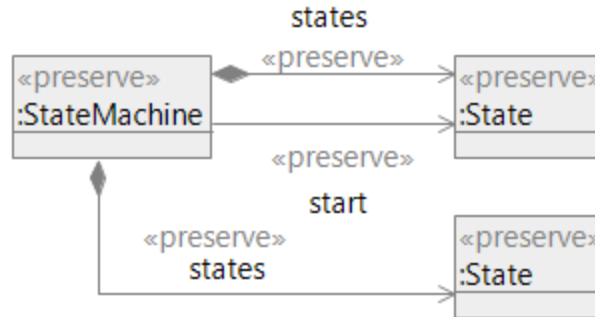 states
«preserve»
«preserve»
:StateMachine
«preserve»
:State
«preserve»
start
«preserve»
states
«preserve»
:State